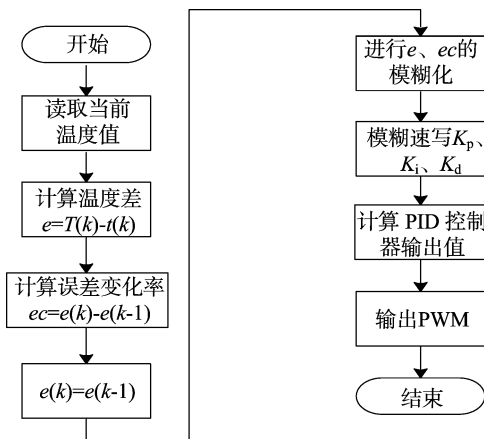 开始
读取当前
温度值
计算温度差
e=T(k)-t(k)
计算误差变化率
ec=e(k)-e(k-1)
e(k)=e(k-1)
进行e、ec的
模糊化
模糊速写Kp、
Ki、Kd
计算 PID 控制
器输出值
输出PWM
结束